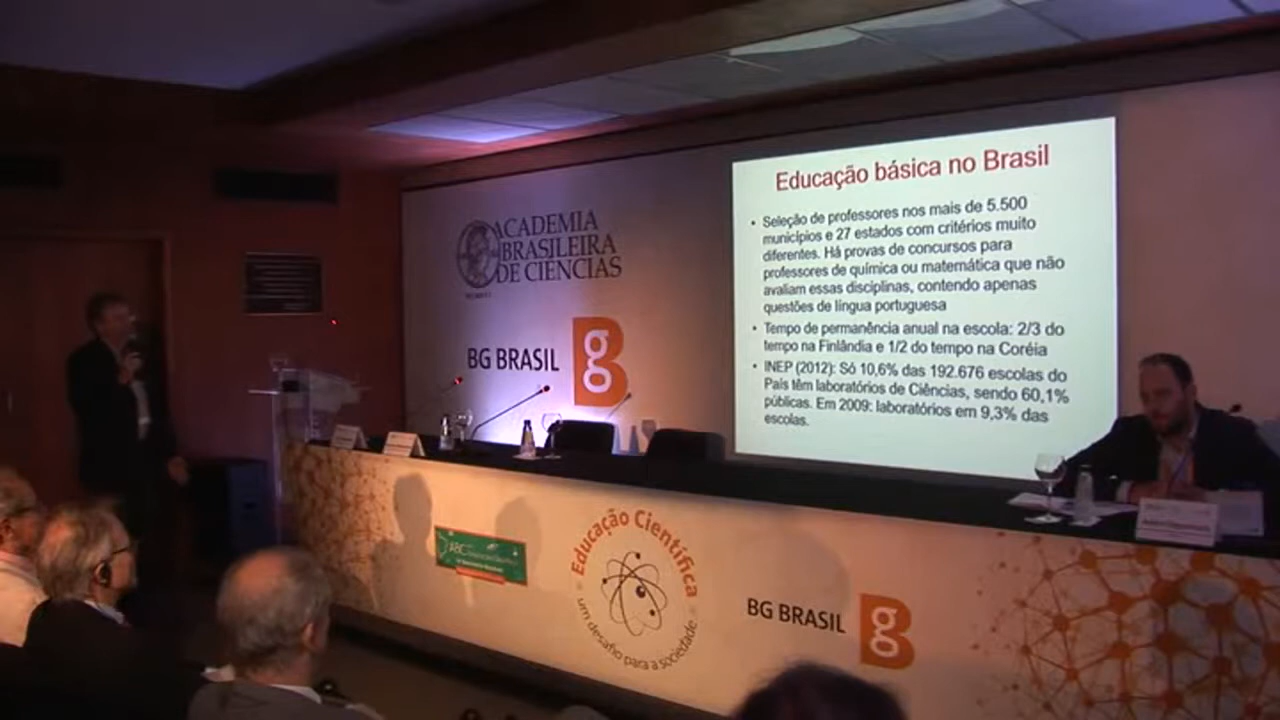 ACADEMIA
BRASILEIRA
DE CIÊNCIAS
BG BRASIL
BG
Educação básica no Brasil
• Seleção de professores nos mais de 5.500
municípios e 27 estados com critérios muito
diferentes. Há provas de concursos para
professores de química ou matemática que não
avaliam essas disciplinas, contendo apenas
questões de língua portuguesa
• Tempo de permanência anual na escola: 2/3 do
tempo na Finlândia e 1/2 do tempo na Coréia
• INEP (2012): Só 10,6% das 192.676 escolas do
País têm laboratórios de Ciências, sendo 60,1%
públicas. Em 2009: laboratórios em 9,3% das
escolas.
ABC
Educação Científica
um desafio para a sociedade
BG BRASIL
BG